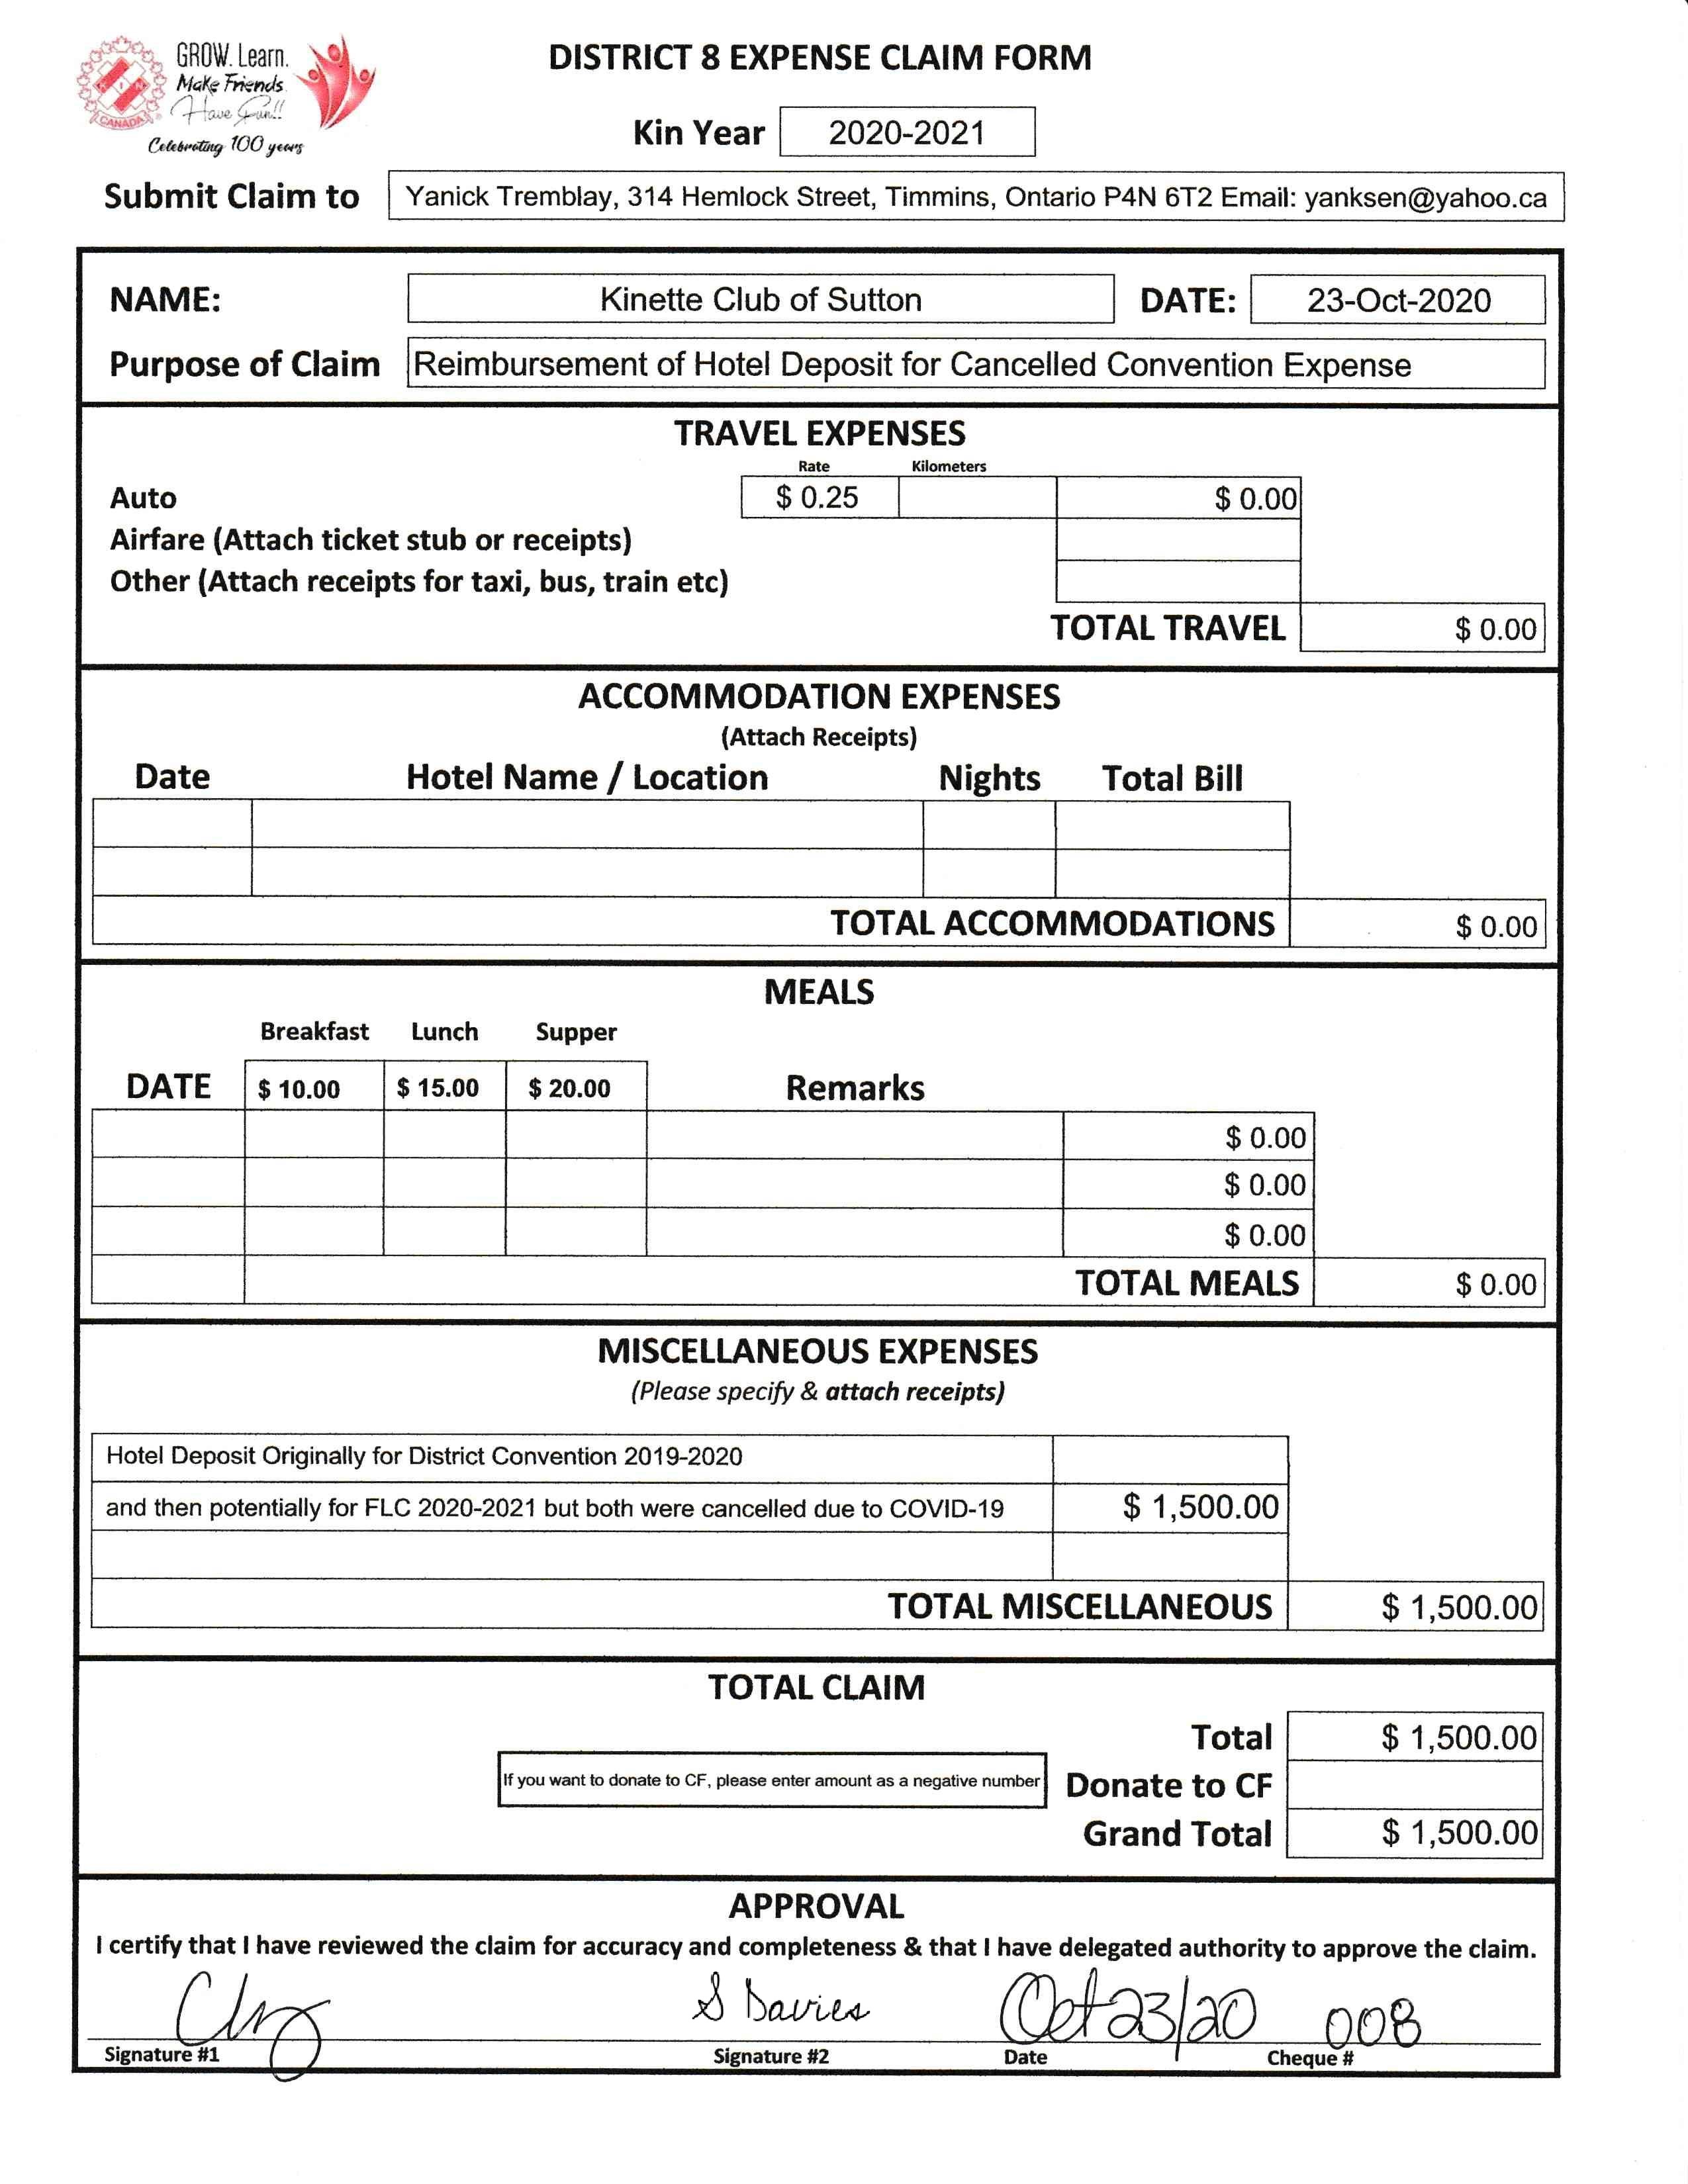 GROW. Learn.
Make Friends
Have Fun!!
KIN
CANADA
Celebrating 100 years
DISTRICT 8 EXPENSE CLAIM FORM
Kin Year 2020-2021
Submit Claim to Yanick Tremblay, 314 Hemlock Street, Timmins, Ontario P4N 6T2 Email: yanksen@yahoo.ca
NAME: Kinette Club of Sutton DATE: 23-Oct-2020
Purpose of Claim Reimbursement of Hotel Deposit for Cancelled Convention Expense
TRAVEL EXPENSES
Rate Kilometers
Auto $ 0.25 $ 0.00
Airfare (Attach ticket stub or receipts)
Other (Attach receipts for taxi, bus, train etc)
TOTAL TRAVEL $ 0.00
ACCOMMODATION EXPENSES
(Attach Receipts)
Date Hotel Name / Location Nights Total Bill
TOTAL ACCOMMODATIONS $ 0.00
MEALS
Breakfast Lunch Supper
DATE $ 10.00 $ 15.00 $ 20.00 Remarks
$ 0.00
$ 0.00
$ 0.00
TOTAL MEALS $ 0.00
MISCELLANEOUS EXPENSES
(Please specify & attach receipts)
Hotel Deposit Originally for District Convention 2019-2020
and then potentially for FLC 2020-2021 but both were cancelled due to COVID-19 $ 1,500.00
TOTAL MISCELLANEOUS $ 1,500.00
TOTAL CLAIM
Total $ 1,500.00
If you want to donate to CF, please enter amount as a negative number Donate to CF
Grand Total $ 1,500.00
APPROVAL
I certify that I have reviewed the claim for accuracy and completeness & that I have delegated authority to approve the claim.
S Davies Oct 23/20 008
Signature #1 Signature #2 Date Cheque #